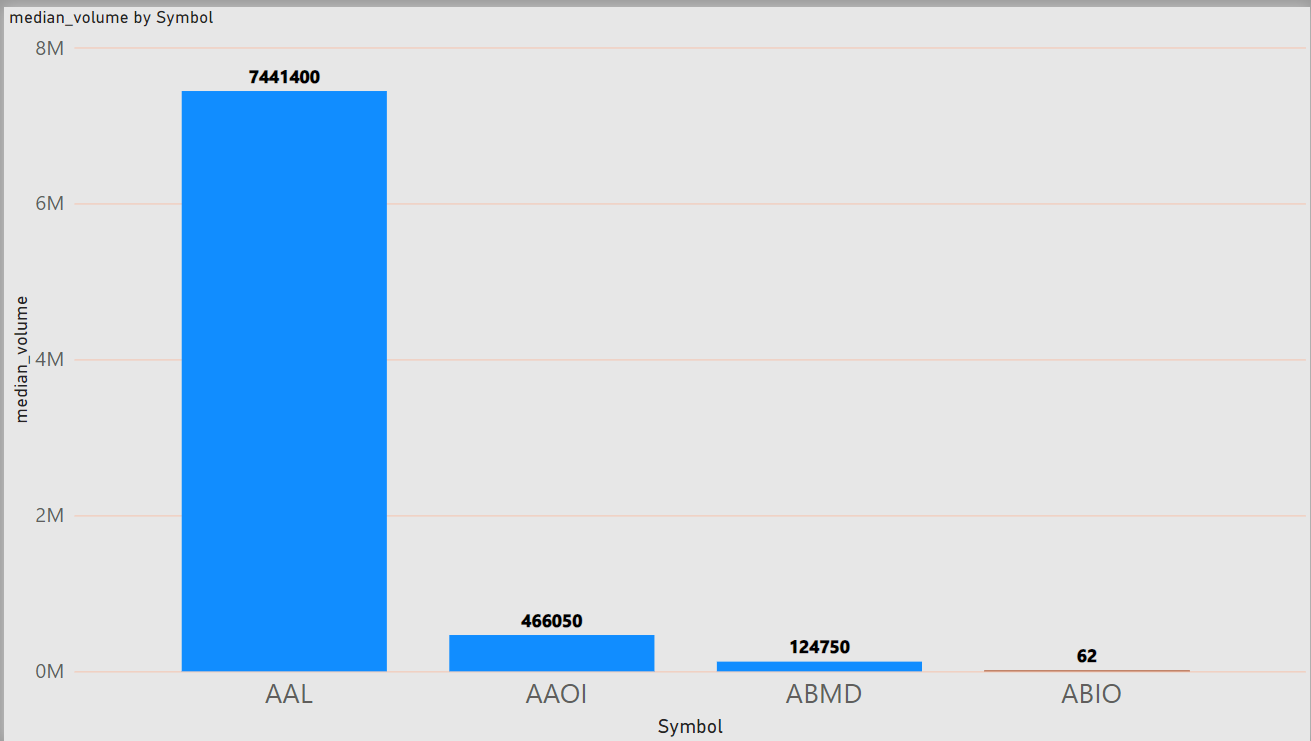 median_volume by Symbol
8M
7441400
6M
median_volume
4M
2M
466050
124750
62
0M
AAL AAOI ABMD ABIO
Symbol